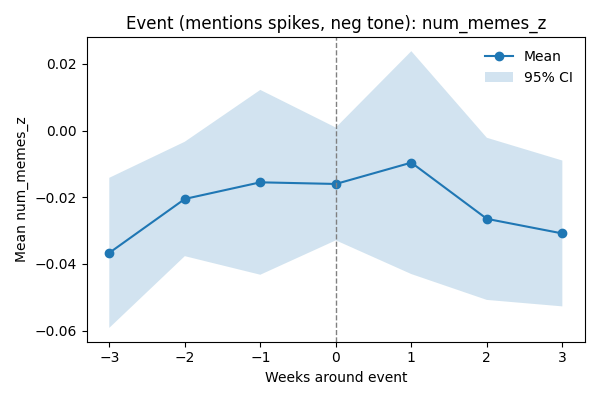 Event (mentions spikes, neg tone): num_memes_z
Mean
95% CI
0.02
0.00
−0.02
−0.04
−0.06
Mean num_memes_z
−3
−2
−1
0
1
2
3
Weeks around event